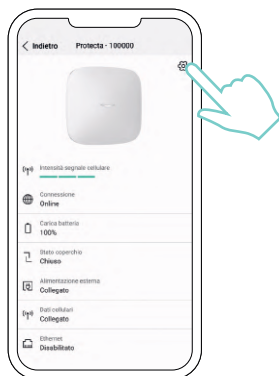 Indietro Protecta - 100000
Intensità segnale cellulare
Connessione
Online
Carica batteria
100%
Stato coperchio
Chiuso
Alimentazione esterna
Collegato
Dati cellulari
Collegato
Ethernet
Disabilitato